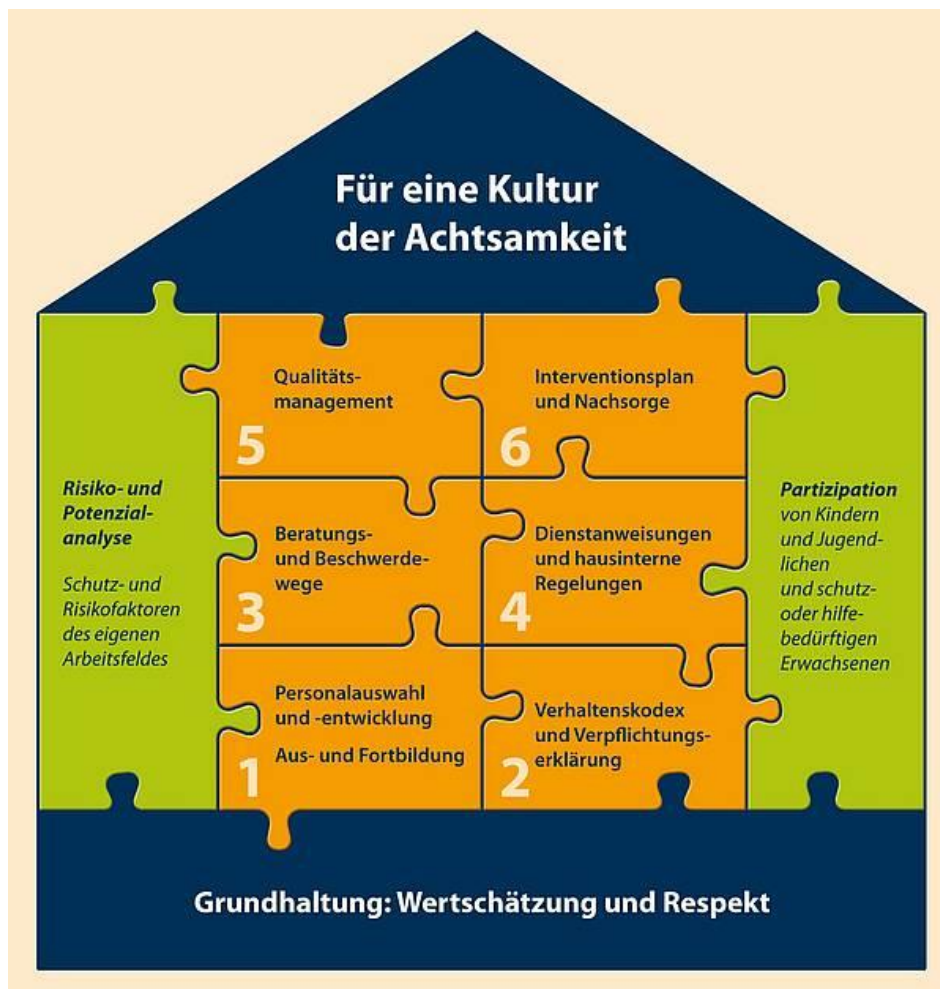 Für eine Kultur
der Achtsamkeit
Risiko- und
Potenzial-
analyse
Schutz- und
Risikofaktoren
des eigenen
Arbeitsfeldes
Qualitäts-
management
5
Interventionsplan
und Nachsorge
6
Beratungs-
und Beschwerde-
wege
3
Dienstanweisungen
und hausinterne
Regelungen
4
Personalauswahl
und -entwicklung
Aus- und Fortbildung
1
Verhaltenskodex
und Verpflichtungs-
erklärung
2
Partizipation
von Kindern
und Jugend-
lichen
und schutz-
oder hilfe-
bedürftigen
Erwachsenen
Grundhaltung: Wertschätzung und Respekt